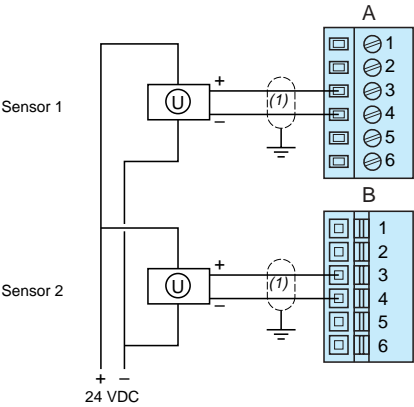 A
1
2
+
3
Sensor 1
U
(1)
–
4
5
6
B
1
2
+
3
Sensor 2
U
(1)
–
4
5
6
+ –
24 VDC